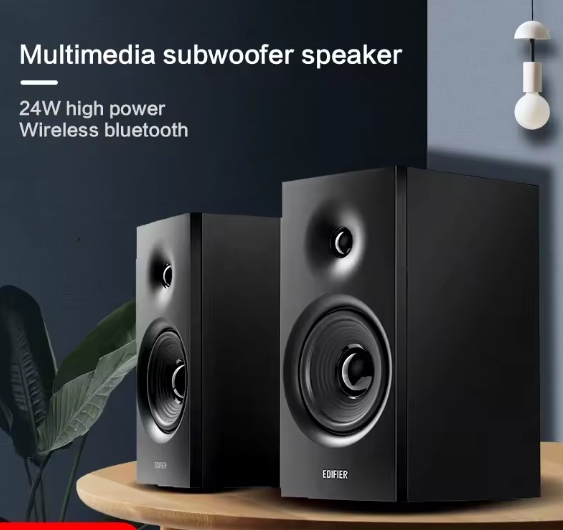 Multimedia subwoofer speaker
24W high power
Wireless bluetooth
EDIFIER
EDIFIER